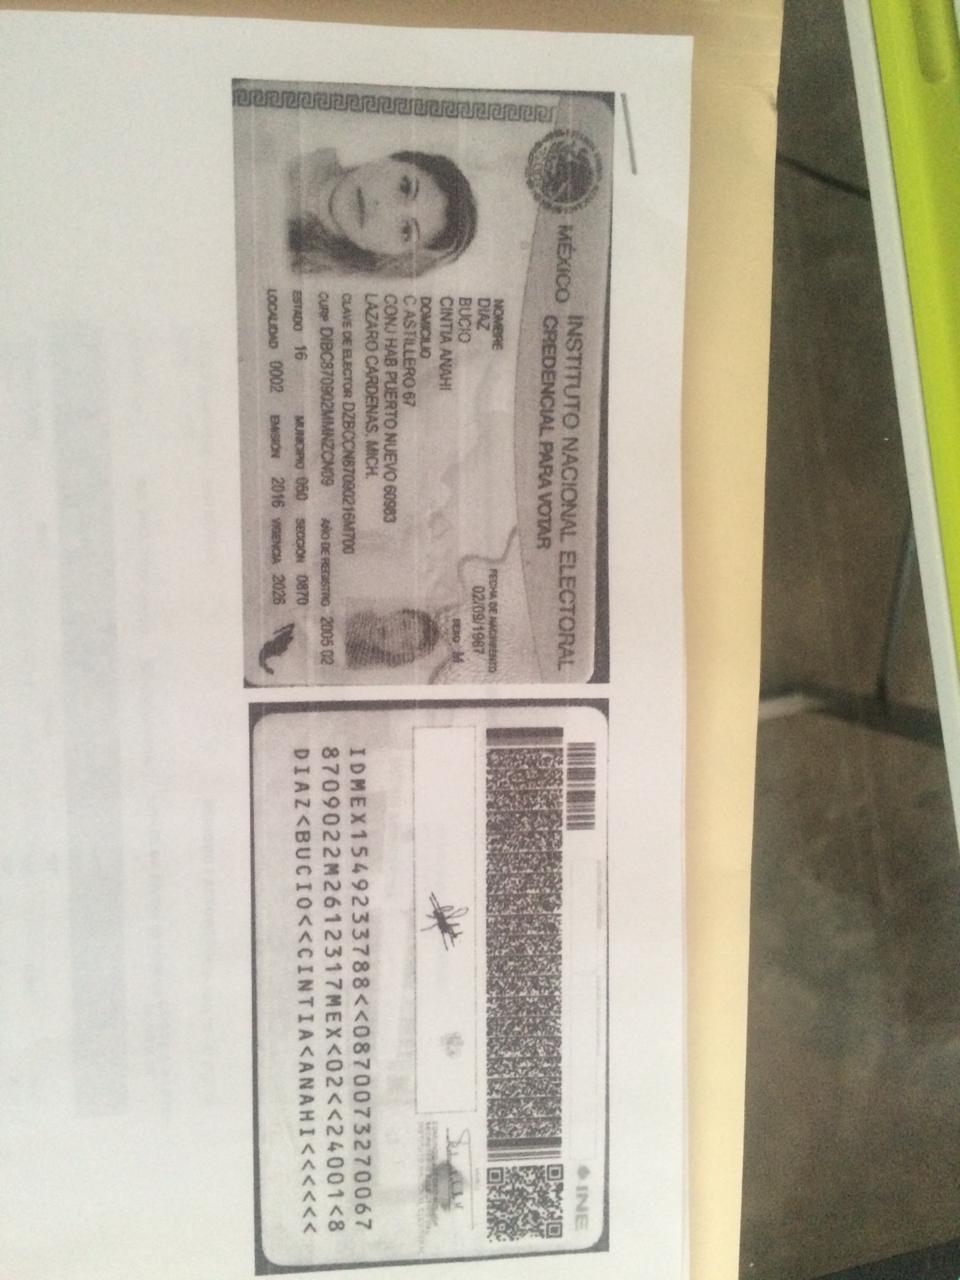 MÉXICO INSTITUTO NACIONAL ELECTORAL
CREDENCIAL PARA VOTAR
NOMBRE
DIAZ
BUCIO
CINTIA ANAHI
FECHA DE NACIMIENTO
02/09/1987
SEXO M
DOMICILIO
C ASTILLERO 67
CONJ HAB PUERTO NUEVO 60983
LAZARO CARDENAS, MICH.
CLAVE DE ELECTOR DZBCCN87090216M700
CURP DIBC870902MMNZCN09 AÑO DE REGISTRO 2005 02
ESTADO 16 MUNICIPIO 050 SECCIÓN 0870
LOCALIDAD 0002 EMISIÓN 2016 VIGENCIA 2026
INE
INSTITUTO NACIONAL ELECTORAL
IDMEX1549233788<<0870073270067
8709022M2612317MEX<02<<24001<8
DIAZ<BUCIO<<CINTIA<ANAHI<<<<<<